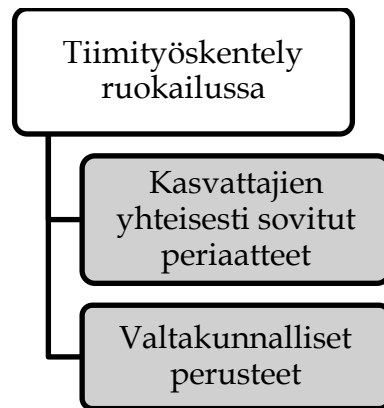 Tiimityöskentely
ruokailussa
Kasvattajien
yhteisesti sovitut
periaatteet
Valtakunnalliset
perusteet